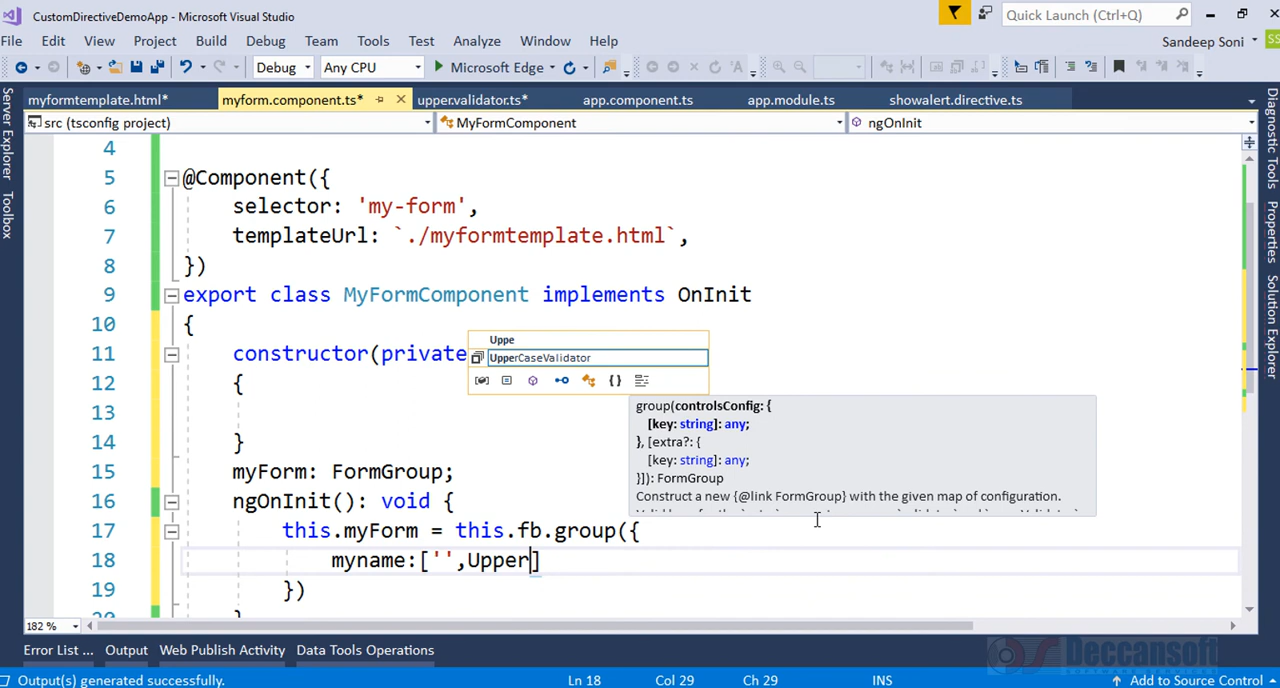 CustomDirectiveDemoApp - Microsoft Visual Studio
Quick Launch (Ctrl+Q)
File Edit View Project Build Debug Team Tools Test Analyze Window Help
Sandeep Soni
SS
Debug Any CPU Microsoft Edge
myformtemplate.html* myform.component.ts* upper.validator.ts* app.component.ts app.module.ts showalert.directive.ts
src (tsconfig project) MyFormComponent ngOnInit
Server Explorer
Toolbox
Diagnostic Tools
Properties
Solution Explorer
4
5 @Component({
6 selector: 'my-form',
7 templateUrl: `./myformtemplate.html`,
8 })
9 export class MyFormComponent implements OnInit
10 {
Uppe
11 constructor(private
UpperCaseValidator
12 {
13
group(controlsConfig: {
[key: string]: any;
14 }
}, [extra?: {
[key: string]: any;
15 myForm: FormGroup;
}]): FormGroup
Construct a new {@link FormGroup} with the given map of configuration.
16 ngOnInit(): void {
17 this.myForm = this.fb.group({
18 myname:['',Upper]
19 })
182 %
Error List ... Output Web Publish Activity Data Tools Operations
Deccansoft
Output(s) generated successfully. Ln 18 Col 29 Ch 29 INS Add to Source Control